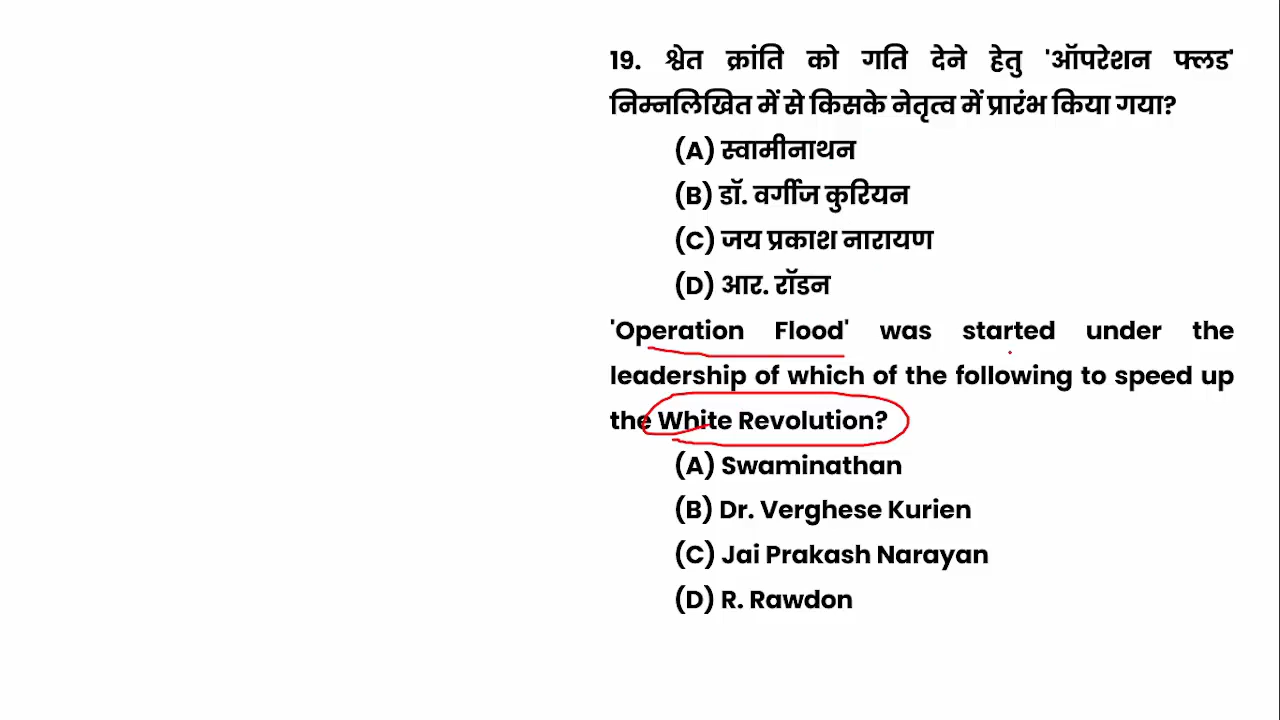 19. श्वेत क्रांति को गति देने हेतु 'ऑपरेशन फ्लड'
निम्नलिखित में से किसके नेतृत्व में प्रारंभ किया गया?
(A) स्वामीनाथन
(B) डॉ. वर्गीज कुरियन
(C) जय प्रकाश नारायण
(D) आर. रॉडन
'Operation Flood' was started under the
leadership of which of the following to speed up
the White Revolution?
(A) Swaminathan
(B) Dr. Verghese Kurien
(C) Jai Prakash Narayan
(D) R. Rawdon